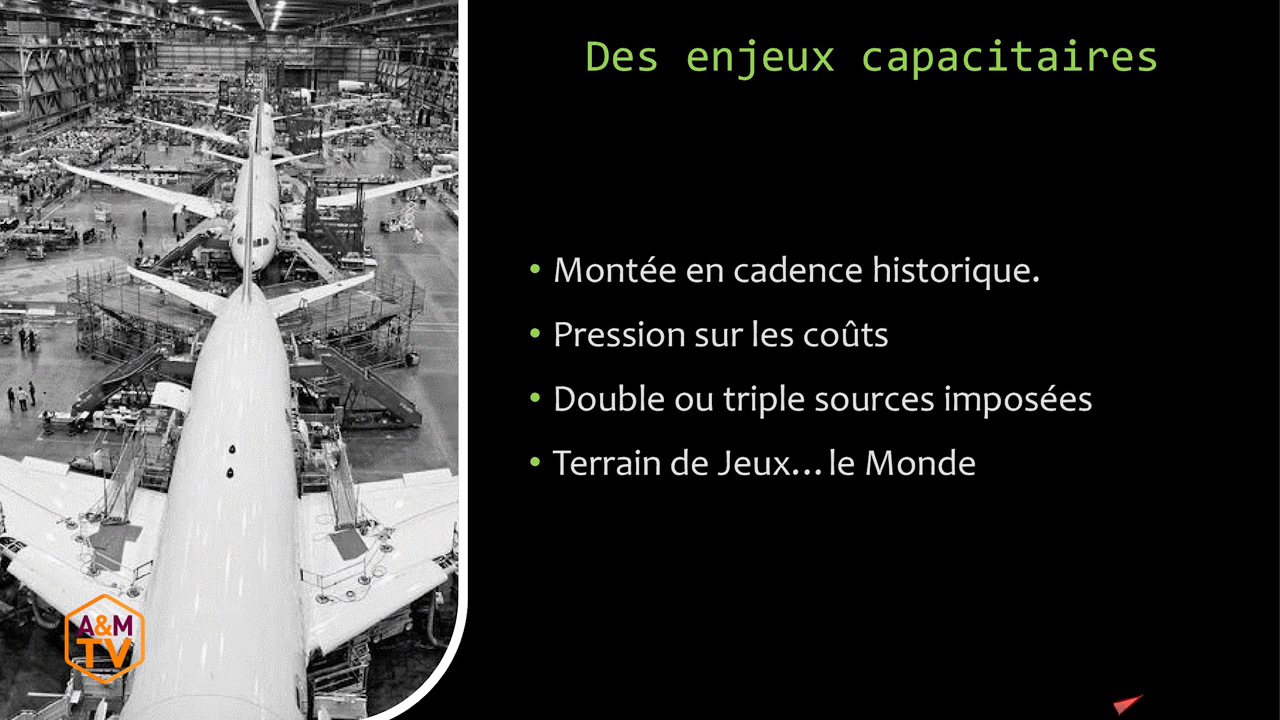 Des enjeux capacitaires
• Montée en cadence historique.
• Pression sur les coûts
• Double ou triple sources imposées
• Terrain de Jeux…le Monde
A&M
TV